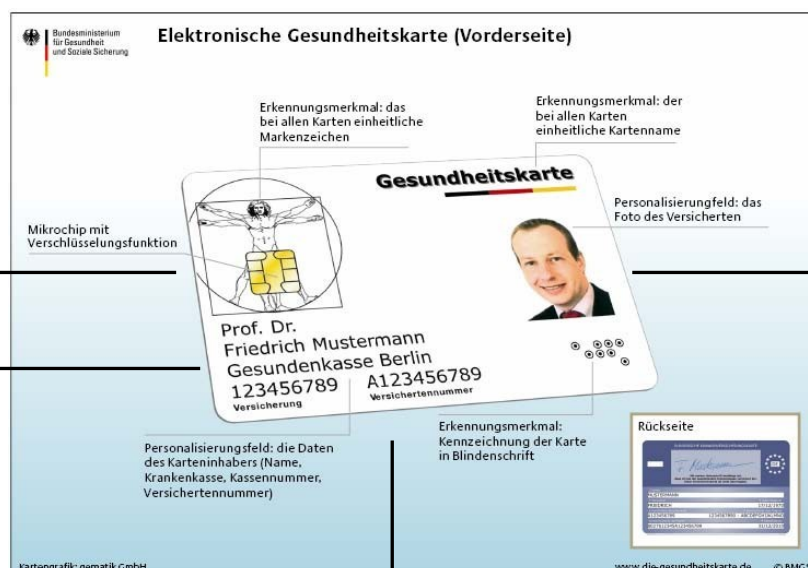 Bundesministerium
für Gesundheit
und Soziale Sicherung
Elektronische Gesundheitskarte (Vorderseite)
Erkennungsmerkmal: das
bei allen Karten einheitliche
Markenzeichen
Erkennungsmerkmal: der
bei allen Karten
einheitliche Kartenname
Gesundheitskarte
Personalisierungfeld: das
Foto des Versicherten
Mikrochip mit
Verschlüsselungsfunktion
Prof. Dr.
Friedrich Mustermann
Gesundenkasse Berlin
123456789 A123456789
Versicherung Versichertennummer
Personalisierungsfeld: die Daten
des Karteninhabers (Name,
Krankenkasse, Kassennummer,
Versichertennummer)
Erkennungsmerkmal:
Kennzeichnung der Karte
in Blindenschrift
Rückseite
MUSTERMANN
FRIEDRICH
Kartengrafik: gematik GmbH
www.die-gesundheitskarte.de © BMGS